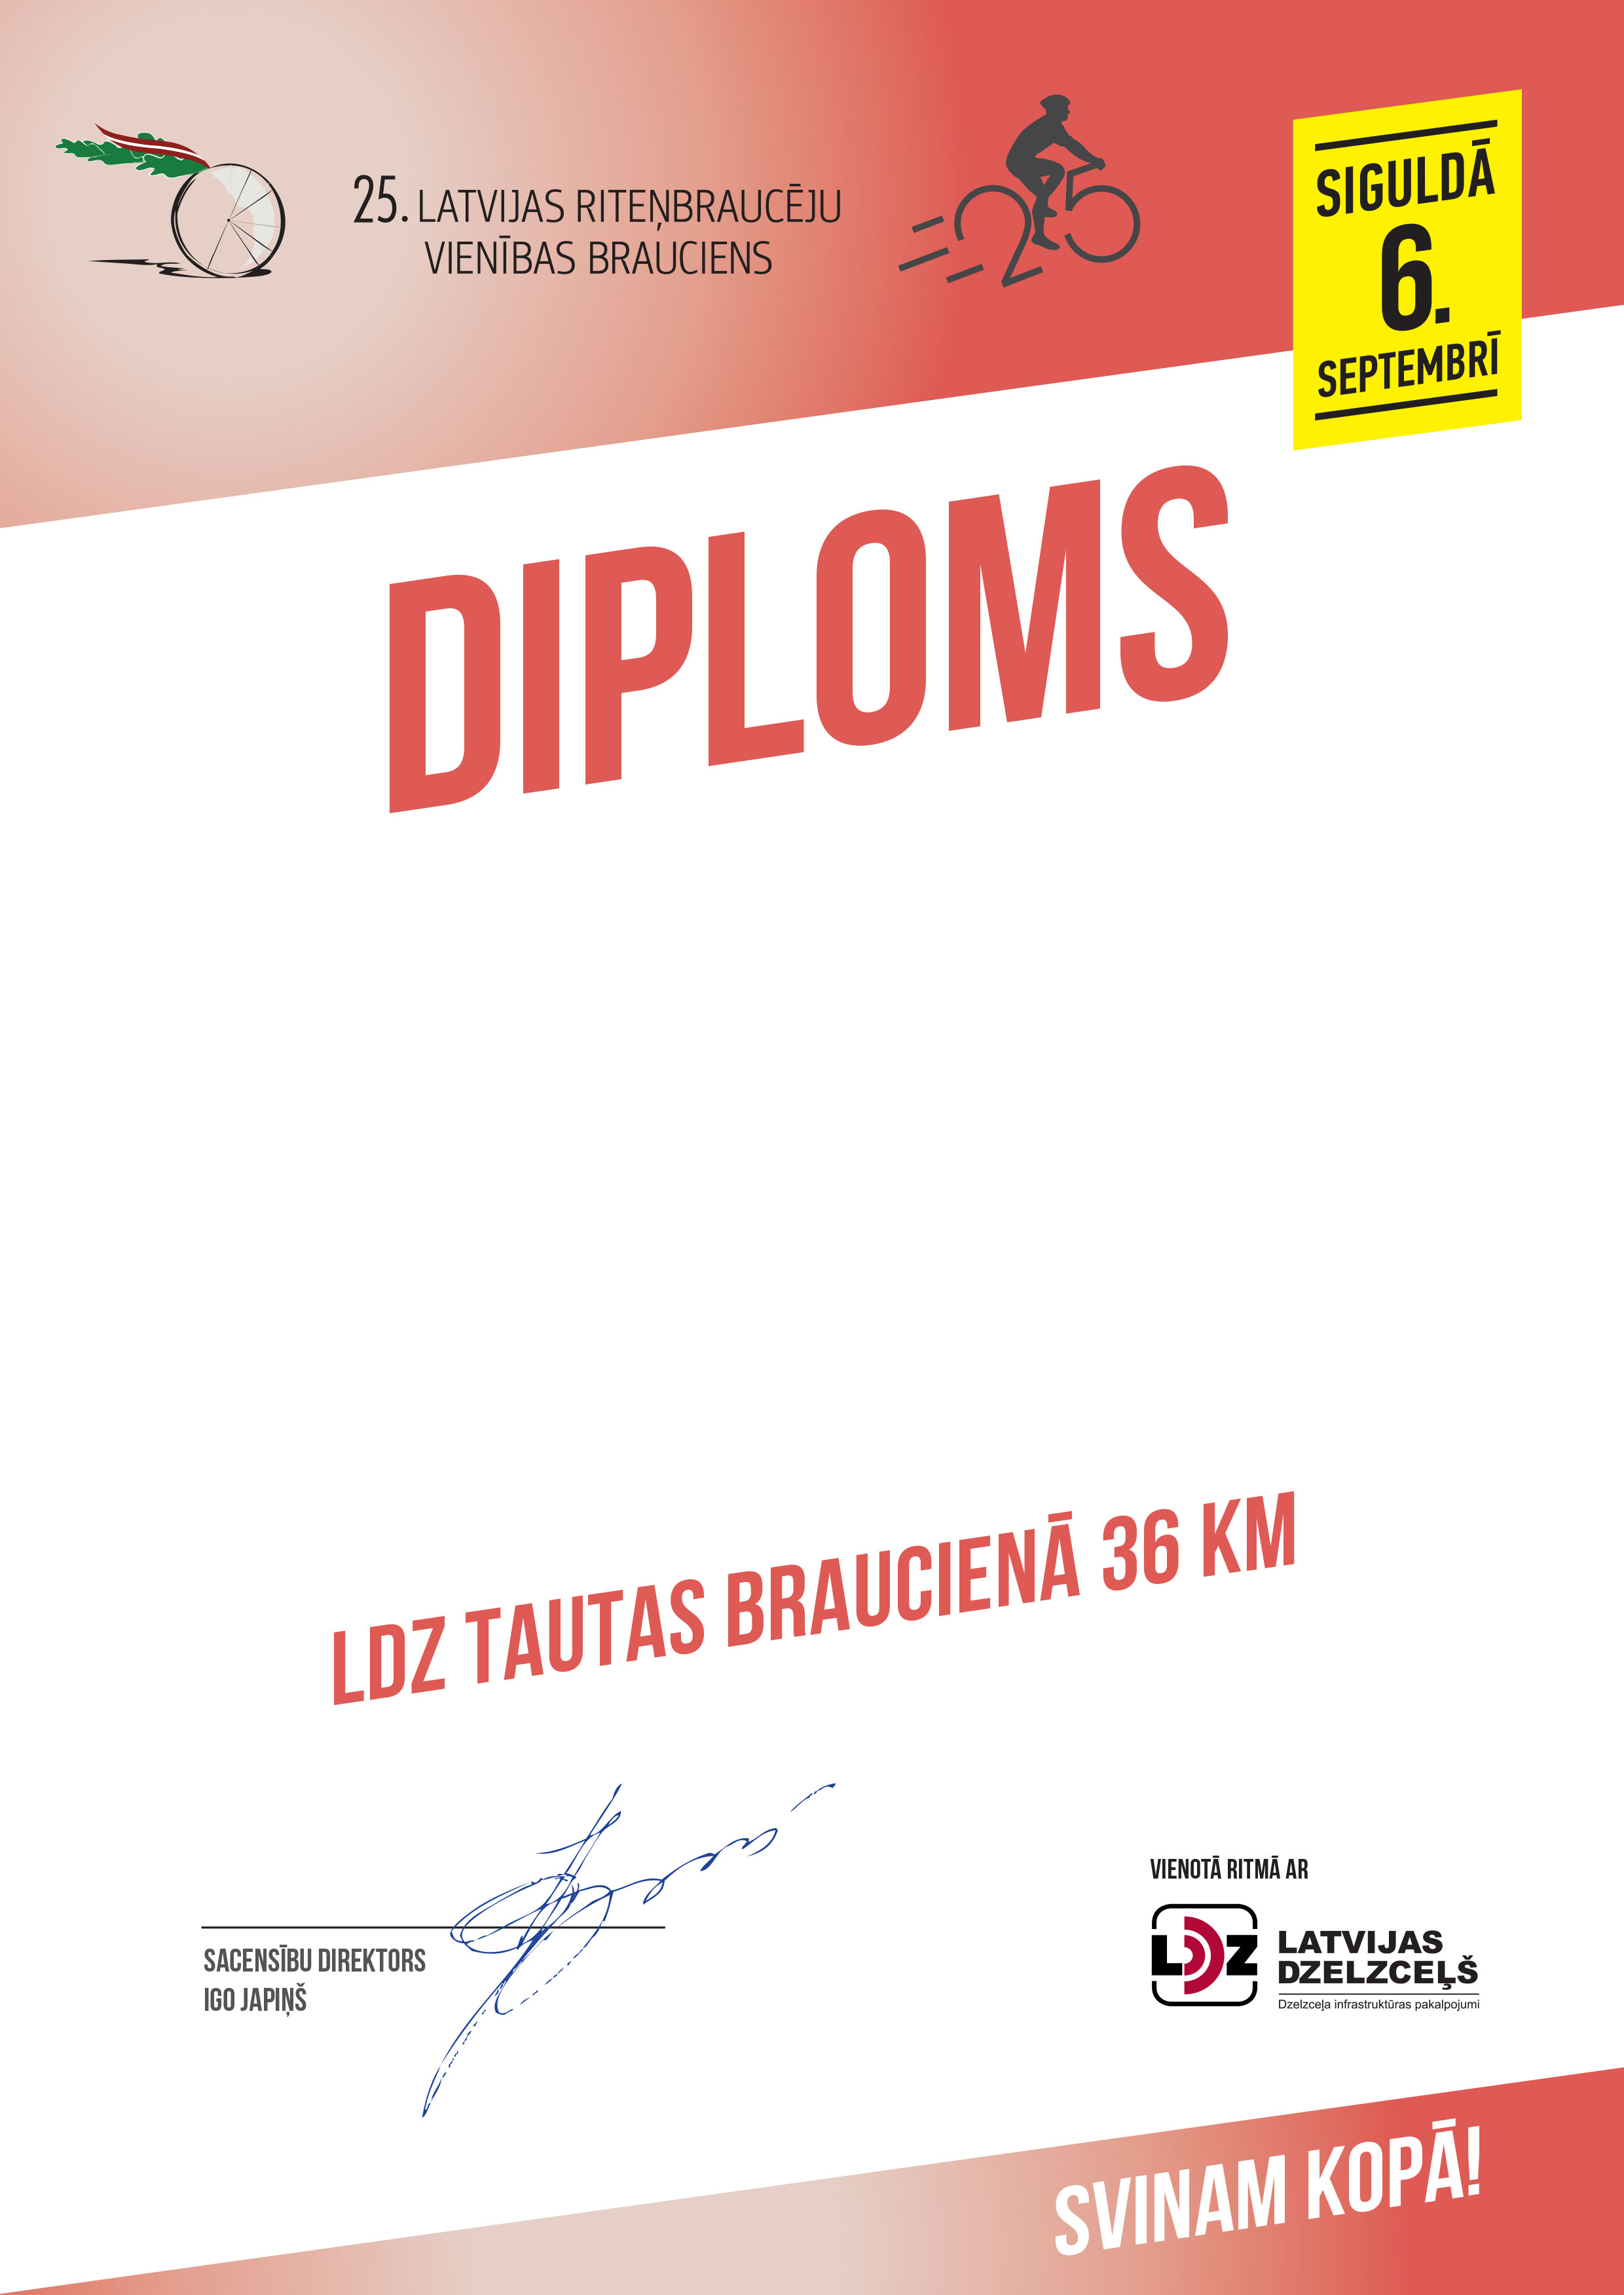 25. LATVIJAS RITEŅBRAUCĒJU
VIENĪBAS BRAUCIENS
25
SIGULDĀ
6.
SEPTEMBRĪ
DIPLOMS
LDZ TAUTAS BRAUCIENĀ 36 KM
SACENSĪBU DIREKTORS
IGO JAPIŅŠ
VIENOTĀ RITMĀ AR
LDZ
LATVIJAS
DZELZCEĻŠ
Dzelzceļa infrastruktūras pakalpojumi
SVINAM KOPĀ!